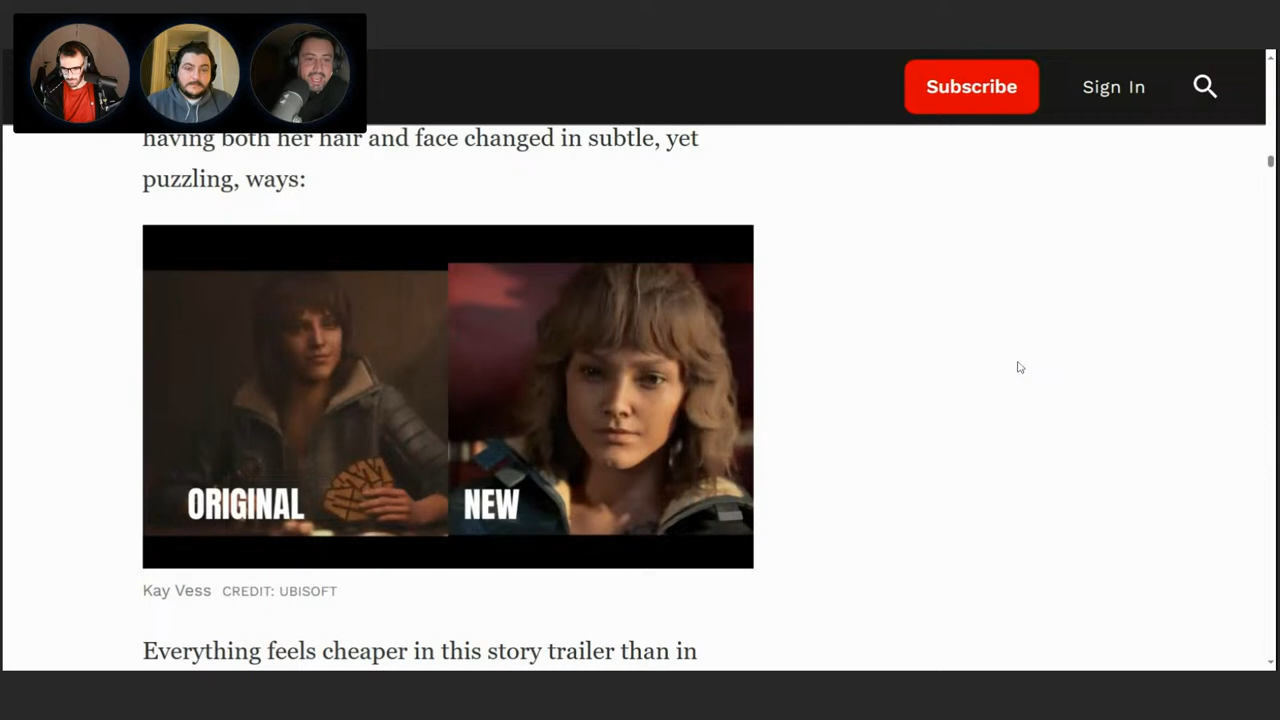 Subscribe
Sign In
having both her hair and face changed in subtle, yet
puzzling, ways:
ORIGINAL
NEW
Kay Vess CREDIT: UBISOFT
Everything feels cheaper in this story trailer than in